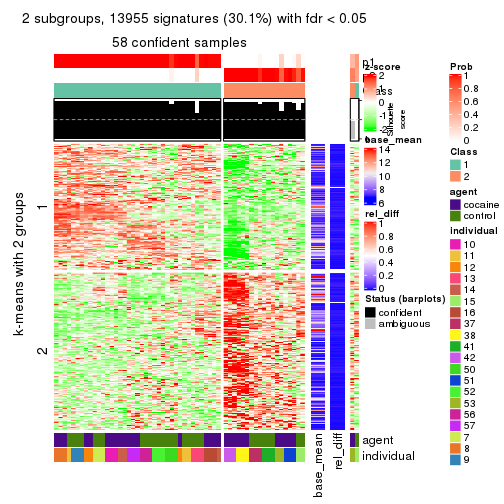 2 subgroups, 13955 signatures (30.1%) with fdr < 0.05
58 confident samples
k-means with 2 groups
1
2
p1
Silhouette
score
z-score
2
1
0
-1
-2
base_mean
14
12
10
8
6
rel_diff
1
0.8
0.6
0.4
0.2
0
Status (barplots)
confident
ambiguous
Prob
1
0.8
0.6
0.4
0.2
0
Class
1
2
agent
cocaine
control
individual
10
11
12
13
14
15
16
37
38
41
42
50
51
52
53
56
57
7
8
9
agent
individual
base_mean
rel_diff